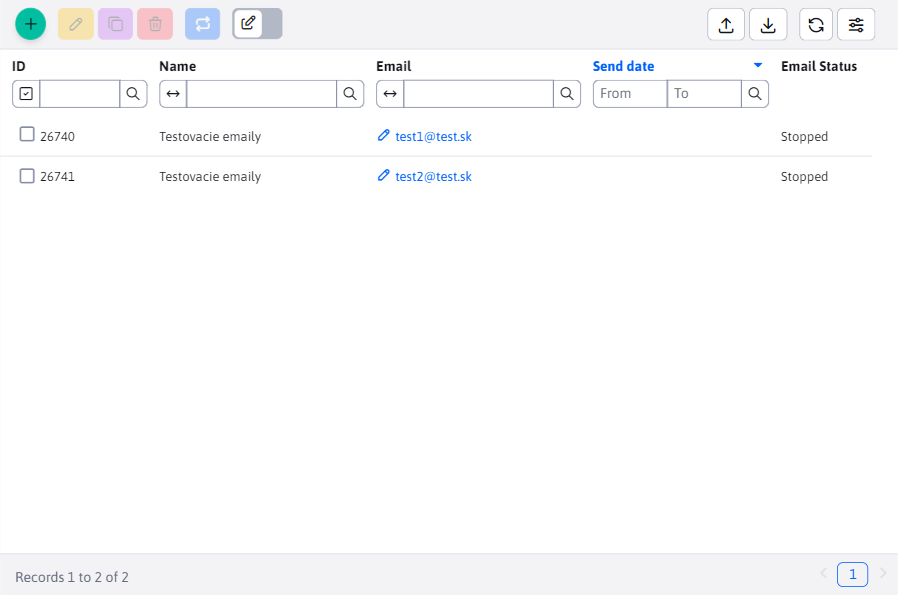 ID Name Email Send date Email Status
From To
26740 Testovacie emaily test1@test.sk Stopped
26741 Testovacie emaily test2@test.sk Stopped
Records 1 to 2 of 2 1